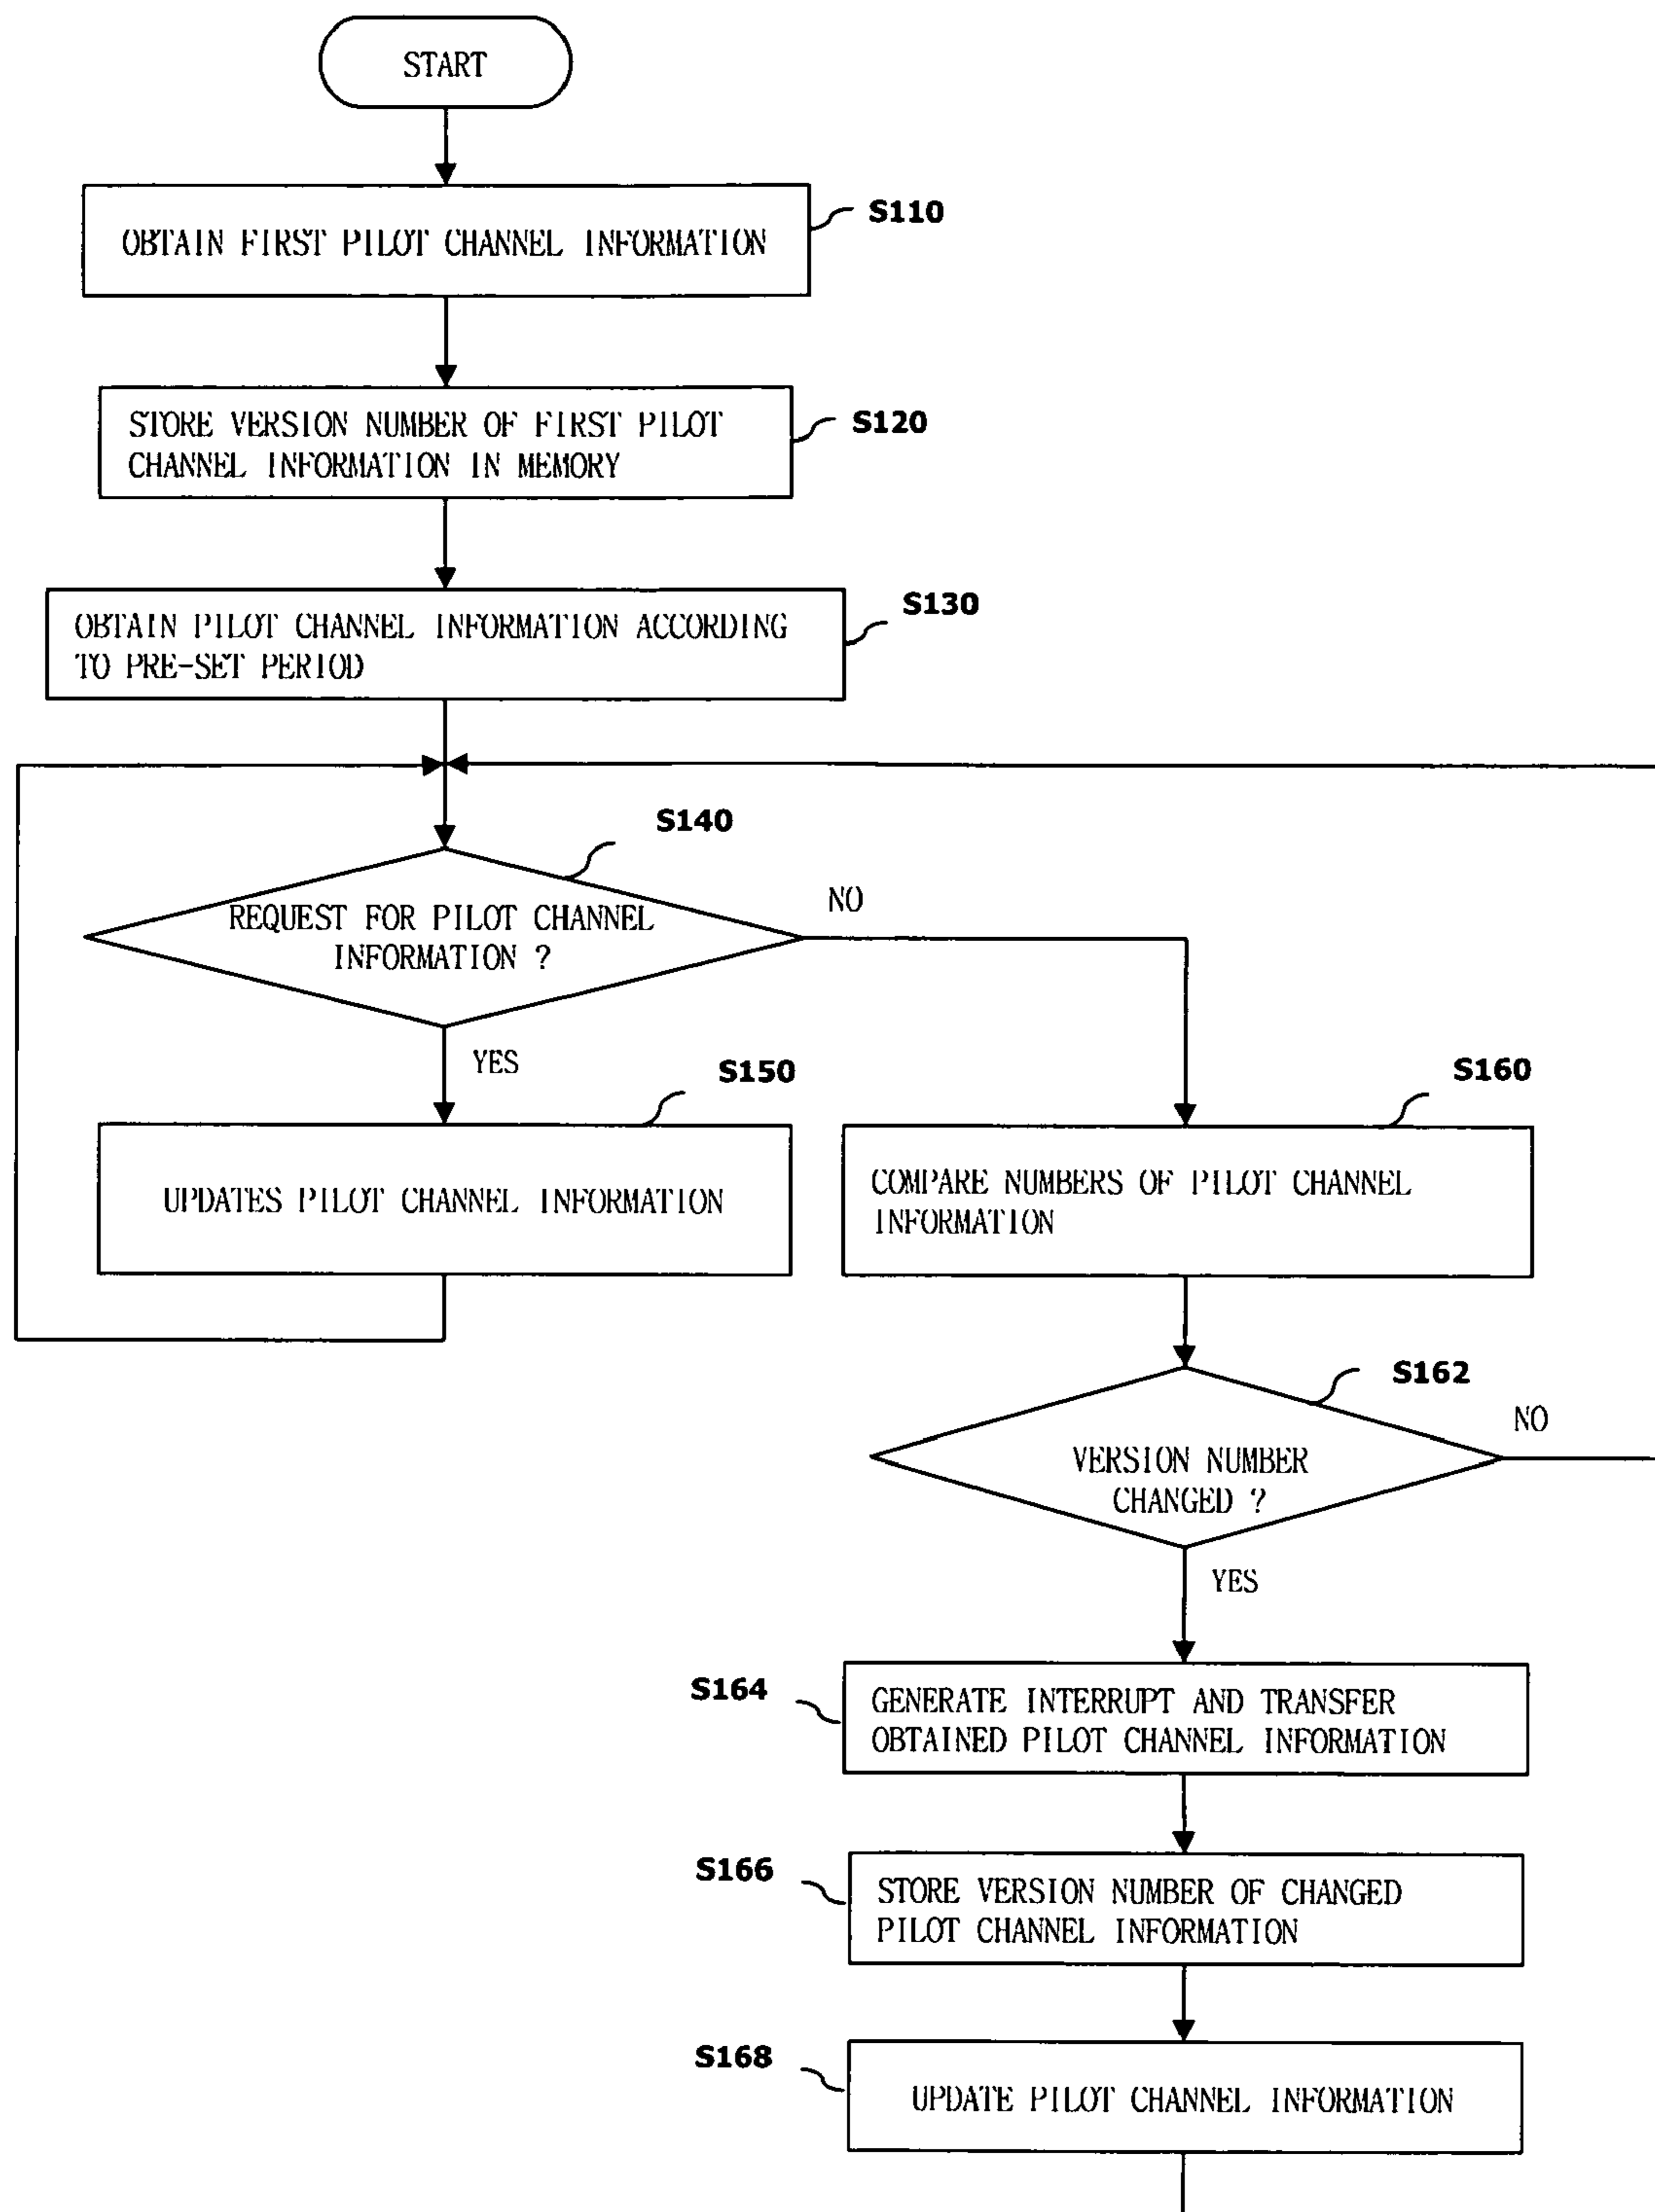 START
S110
OBTAIN FIRST PILOT CHANNEL INFORMATION
S120
STORE VERSION NUMBER OF FIRST PILOT
CHANNEL INFORMATION IN MEMORY
S130
OBTAIN PILOT CHANNEL INFORMATION ACCORDING
TO PRE-SET PERIOD
S140
NO
REQUEST FOR PILOT CHANNEL
INFORMATION ?
YES
S150
S160
UPDATES PILOT CHANNEL INFORMATION
COMPARE NUMBERS OF PILOT CHANNEL
INFORMATION
S162
NO
VERSION NUMBER
CHANGED ?
YES
S164
GENERATE INTERRUPT AND TRANSFER
OBTAINED PILOT CHANNEL INFORMATION
S166
STORE VERSION NUMBER OF CHANGED
PILOT CHANNEL INFORMATION
S168
UPDATE PILOT CHANNEL INFORMATION